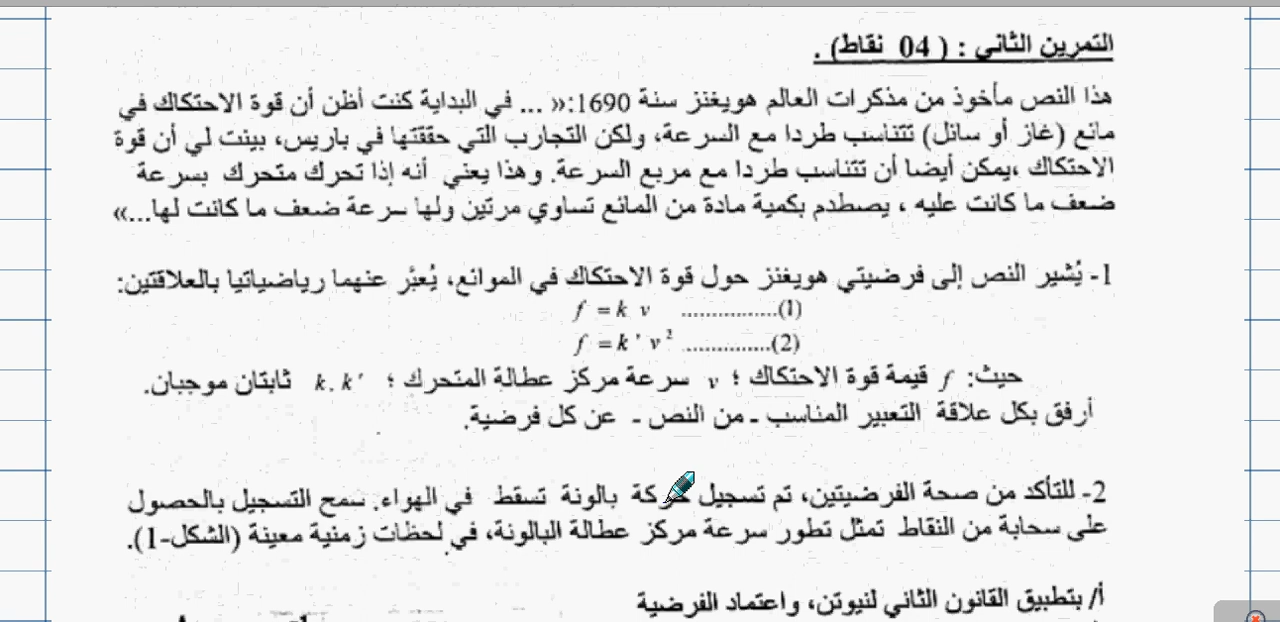 التمرين الثاني : ( 04 نقاط) .
هذا النص مأخوذ من مذكرات العالم هويغنز سنة 1690:« ... في البداية كنت أظن أن قوة الاحتكاك في
مائع (غاز أو سائل) تتناسب طردا مع السرعة، ولكن التجارب التي حققتها في باريس، بينت لي أن قوة
الاحتكاك ،يمكن أيضا أن تتناسب طردا مع مربع السرعة. وهذا يعني أنه إذا تحرك متحرك بسرعة
ضعف ما كانت عليه ، يصطدم بكمية مادة من المائع تساوي مرتين ولها سرعة ضعف ما كانت لها...»
1- يُشير النص إلى فرضيتي هويغنز حول قوة الاحتكاك في الموائع، يُعبَّر عنهما رياضياتيا بالعلاقتين:
f = k v ................(1)
f = k' v² ..............(2)
حيث: f قيمة قوة الاحتكاك ؛ v سرعة مركز عطالة المتحرك ؛ k، k' ثابتان موجبان.
أرفق بكل علاقة التعبير المناسب ـ من النص ـ عن كل فرضية.
2- للتأكد من صحة الفرضيتين، تم تسجيل حركة بالونة تسقط في الهواء. سمح التسجيل بالحصول
على سحابة من النقاط تمثل تطور سرعة مركز عطالة البالونة، في لحظات زمنية معينة (الشكل-1).
أ/ بتطبيق القانون الثاني لنيوتن، واعتماد الفرضية